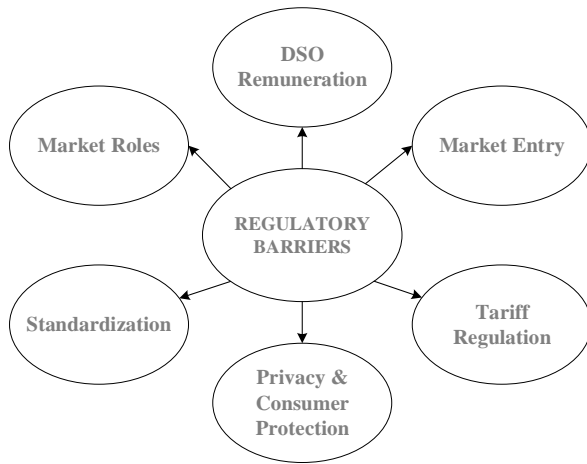 DSO
Remuneration
Market Roles
Market Entry
REGULATORY
BARRIERS
Standardization
Tariff
Regulation
Privacy &
Consumer
Protection